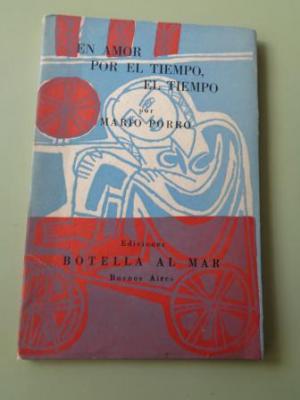 EN AMOR
POR EL TIEMPO,
EL TIEMPO
por
MARIO PORRO
Ediciones
BOTELLA AL MAR
Buenos Aires